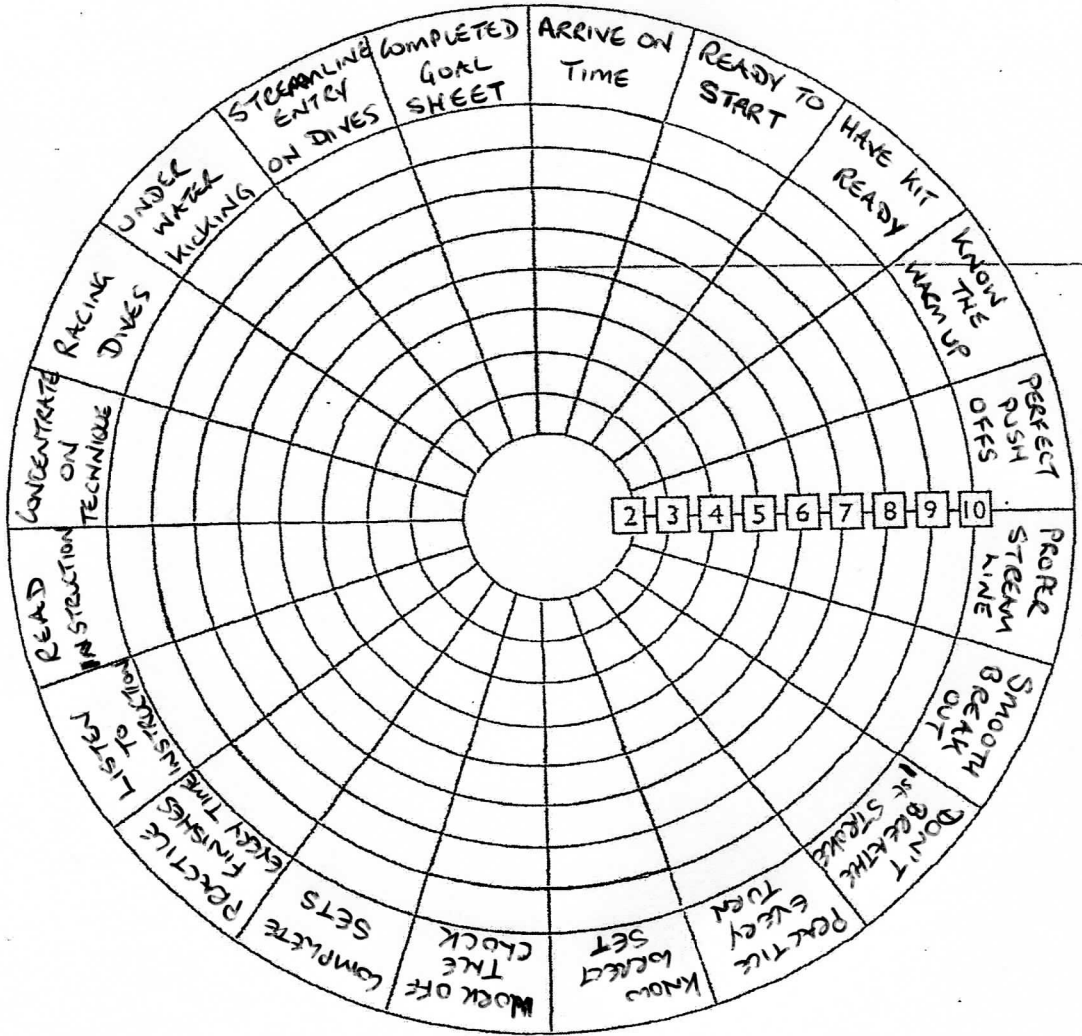 ARRIVE ON
TIME
READY TO
START
HAVE KIT
READY
KNOW
THE
WARM UP
PERFECT
PUSH
OFFS
2 3 4 5 6 7 8 9 10
PROPER
STREAM
LINE
SMOOTH
BREAK
OUT
DON'T
BREATHE
1st STROKE
PRACTICE
EVERY
TURN
KNOW
CORRECT
SET
WORK OFF
THE
CLOCK
COMPLETE
SETS
PRACTICE
FINISHES
EVERY TIME
LISTEN
TO
INSTRUCTION
READ
INSTRUCTION
CONCENTRATE
ON
TECHNIQUE
RACING
DIVES
UNDER
WATER
KICKING
STREAMLINE
ENTRY
ON DIVES
COMPLETED
GOAL
SHEET